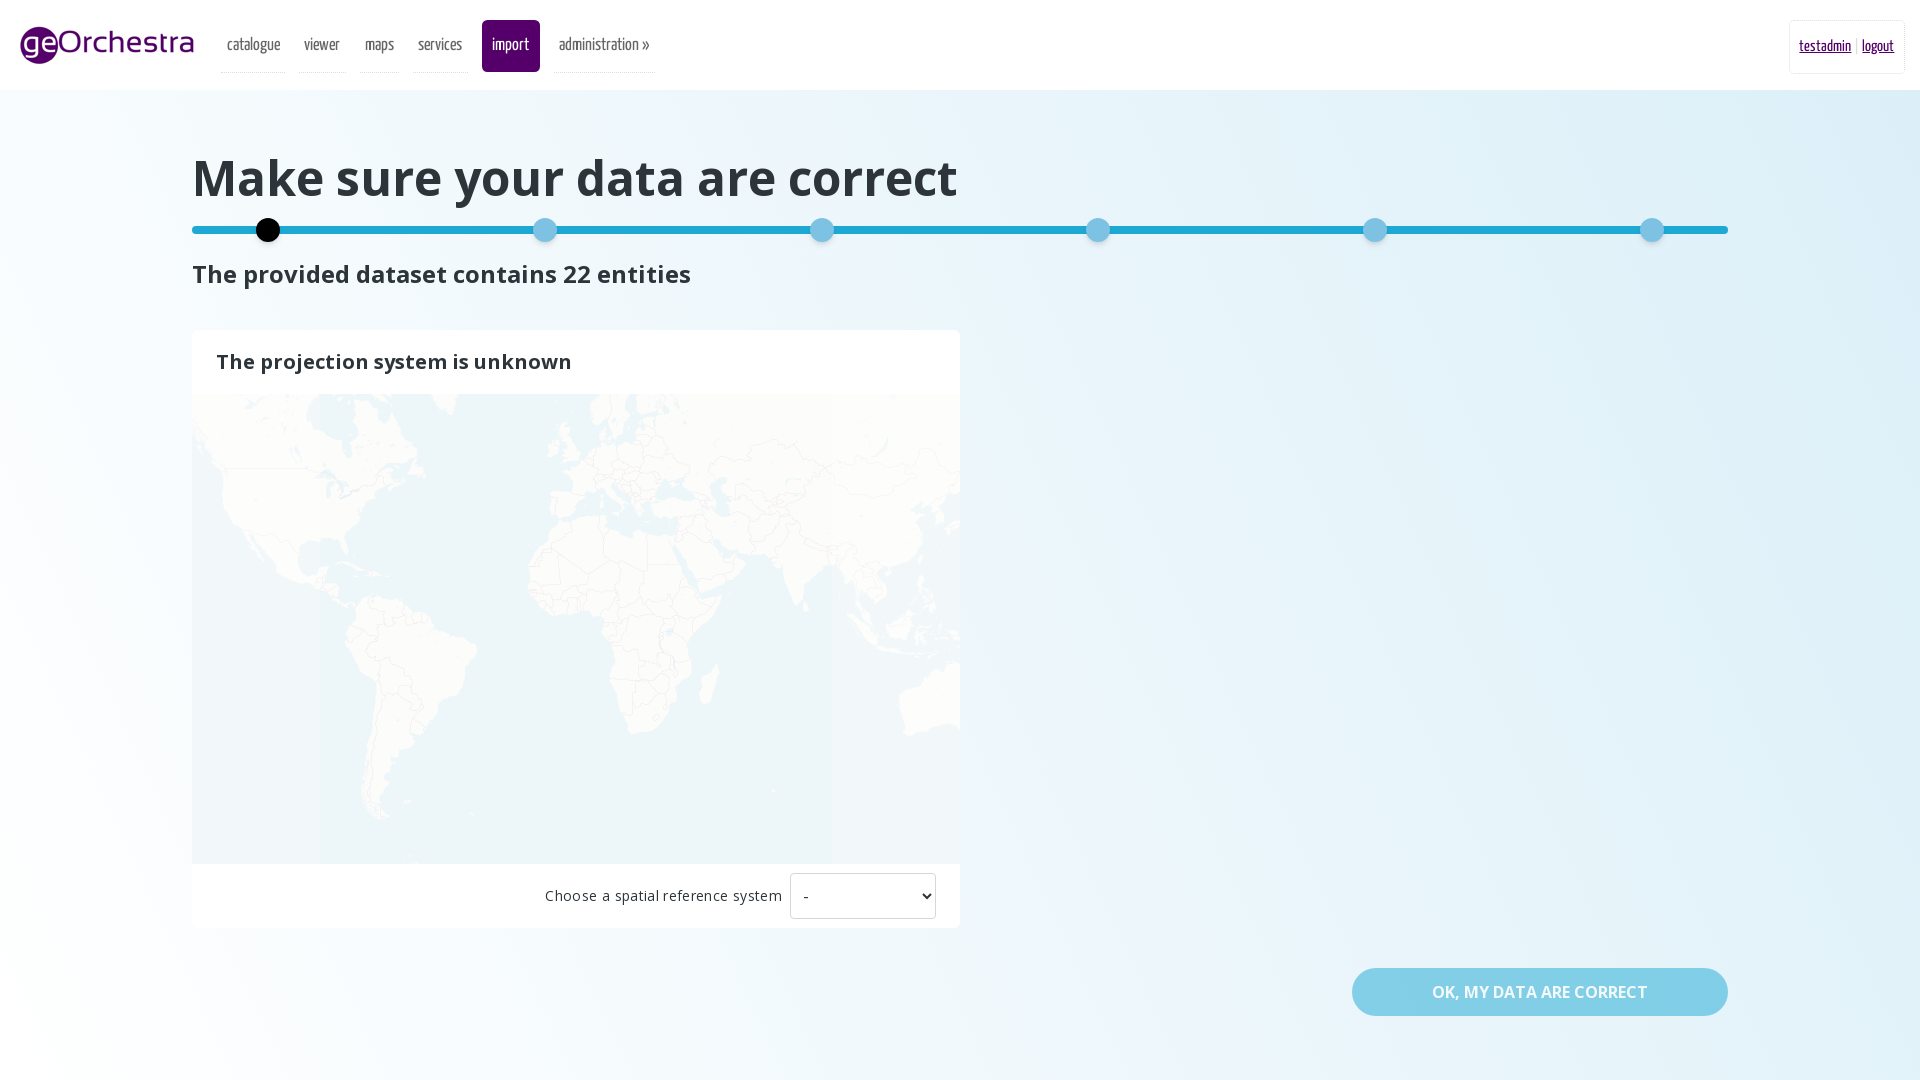 geOrchestra
catalogue viewer maps services import administration » testadmin logout
Make sure your data are correct
The provided dataset contains 22 entities
The projection system is unknown
Choose a spatial reference system -
OK, MY DATA ARE CORRECT